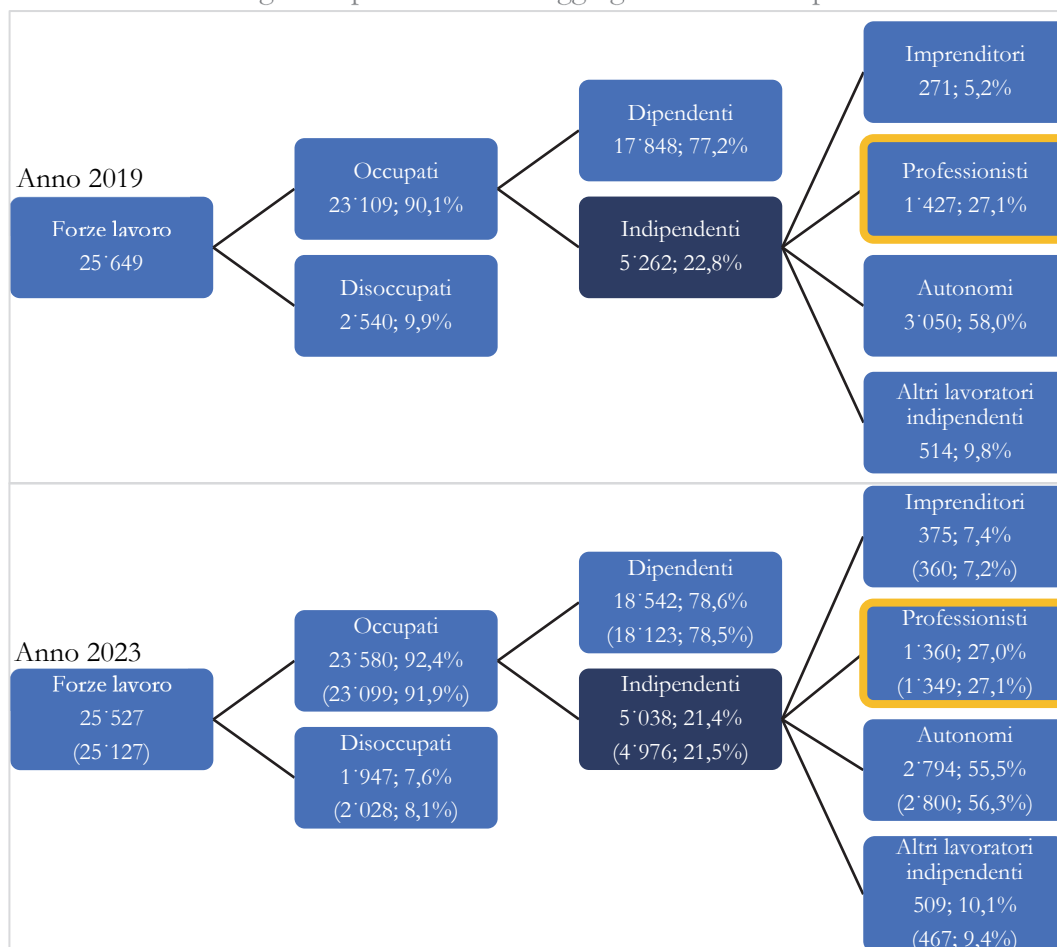 Imprenditori
271; 5,2%
Dipendenti
17˙848; 77,2%
Professionisti
1˙427; 27,1%
Occupati
23˙109; 90,1%
Anno 2019
Forze lavoro
25˙649
Indipendenti
5˙262; 22,8%
Disoccupati
2˙540; 9,9%
Autonomi
3˙050; 58,0%
Altri lavoratori
indipendenti
514; 9,8%
Imprenditori
375; 7,4%
(360; 7,2%)
Dipendenti
18˙542; 78,6%
(18˙123; 78,5%)
Professionisti
1˙360; 27,0%
(1˙349; 27,1%)
Occupati
23˙580; 92,4%
(23˙099; 91,9%)
Anno 2023
Forze lavoro
25˙527
(25˙127)
Indipendenti
5˙038; 21,4%
(4˙976; 21,5%)
Disoccupati
1˙947; 7,6%
(2˙028; 8,1%)
Autonomi
2˙794; 55,5%
(2˙800; 56,3%)
Altri lavoratori
indipendenti
509; 10,1%
(467; 9,4%)